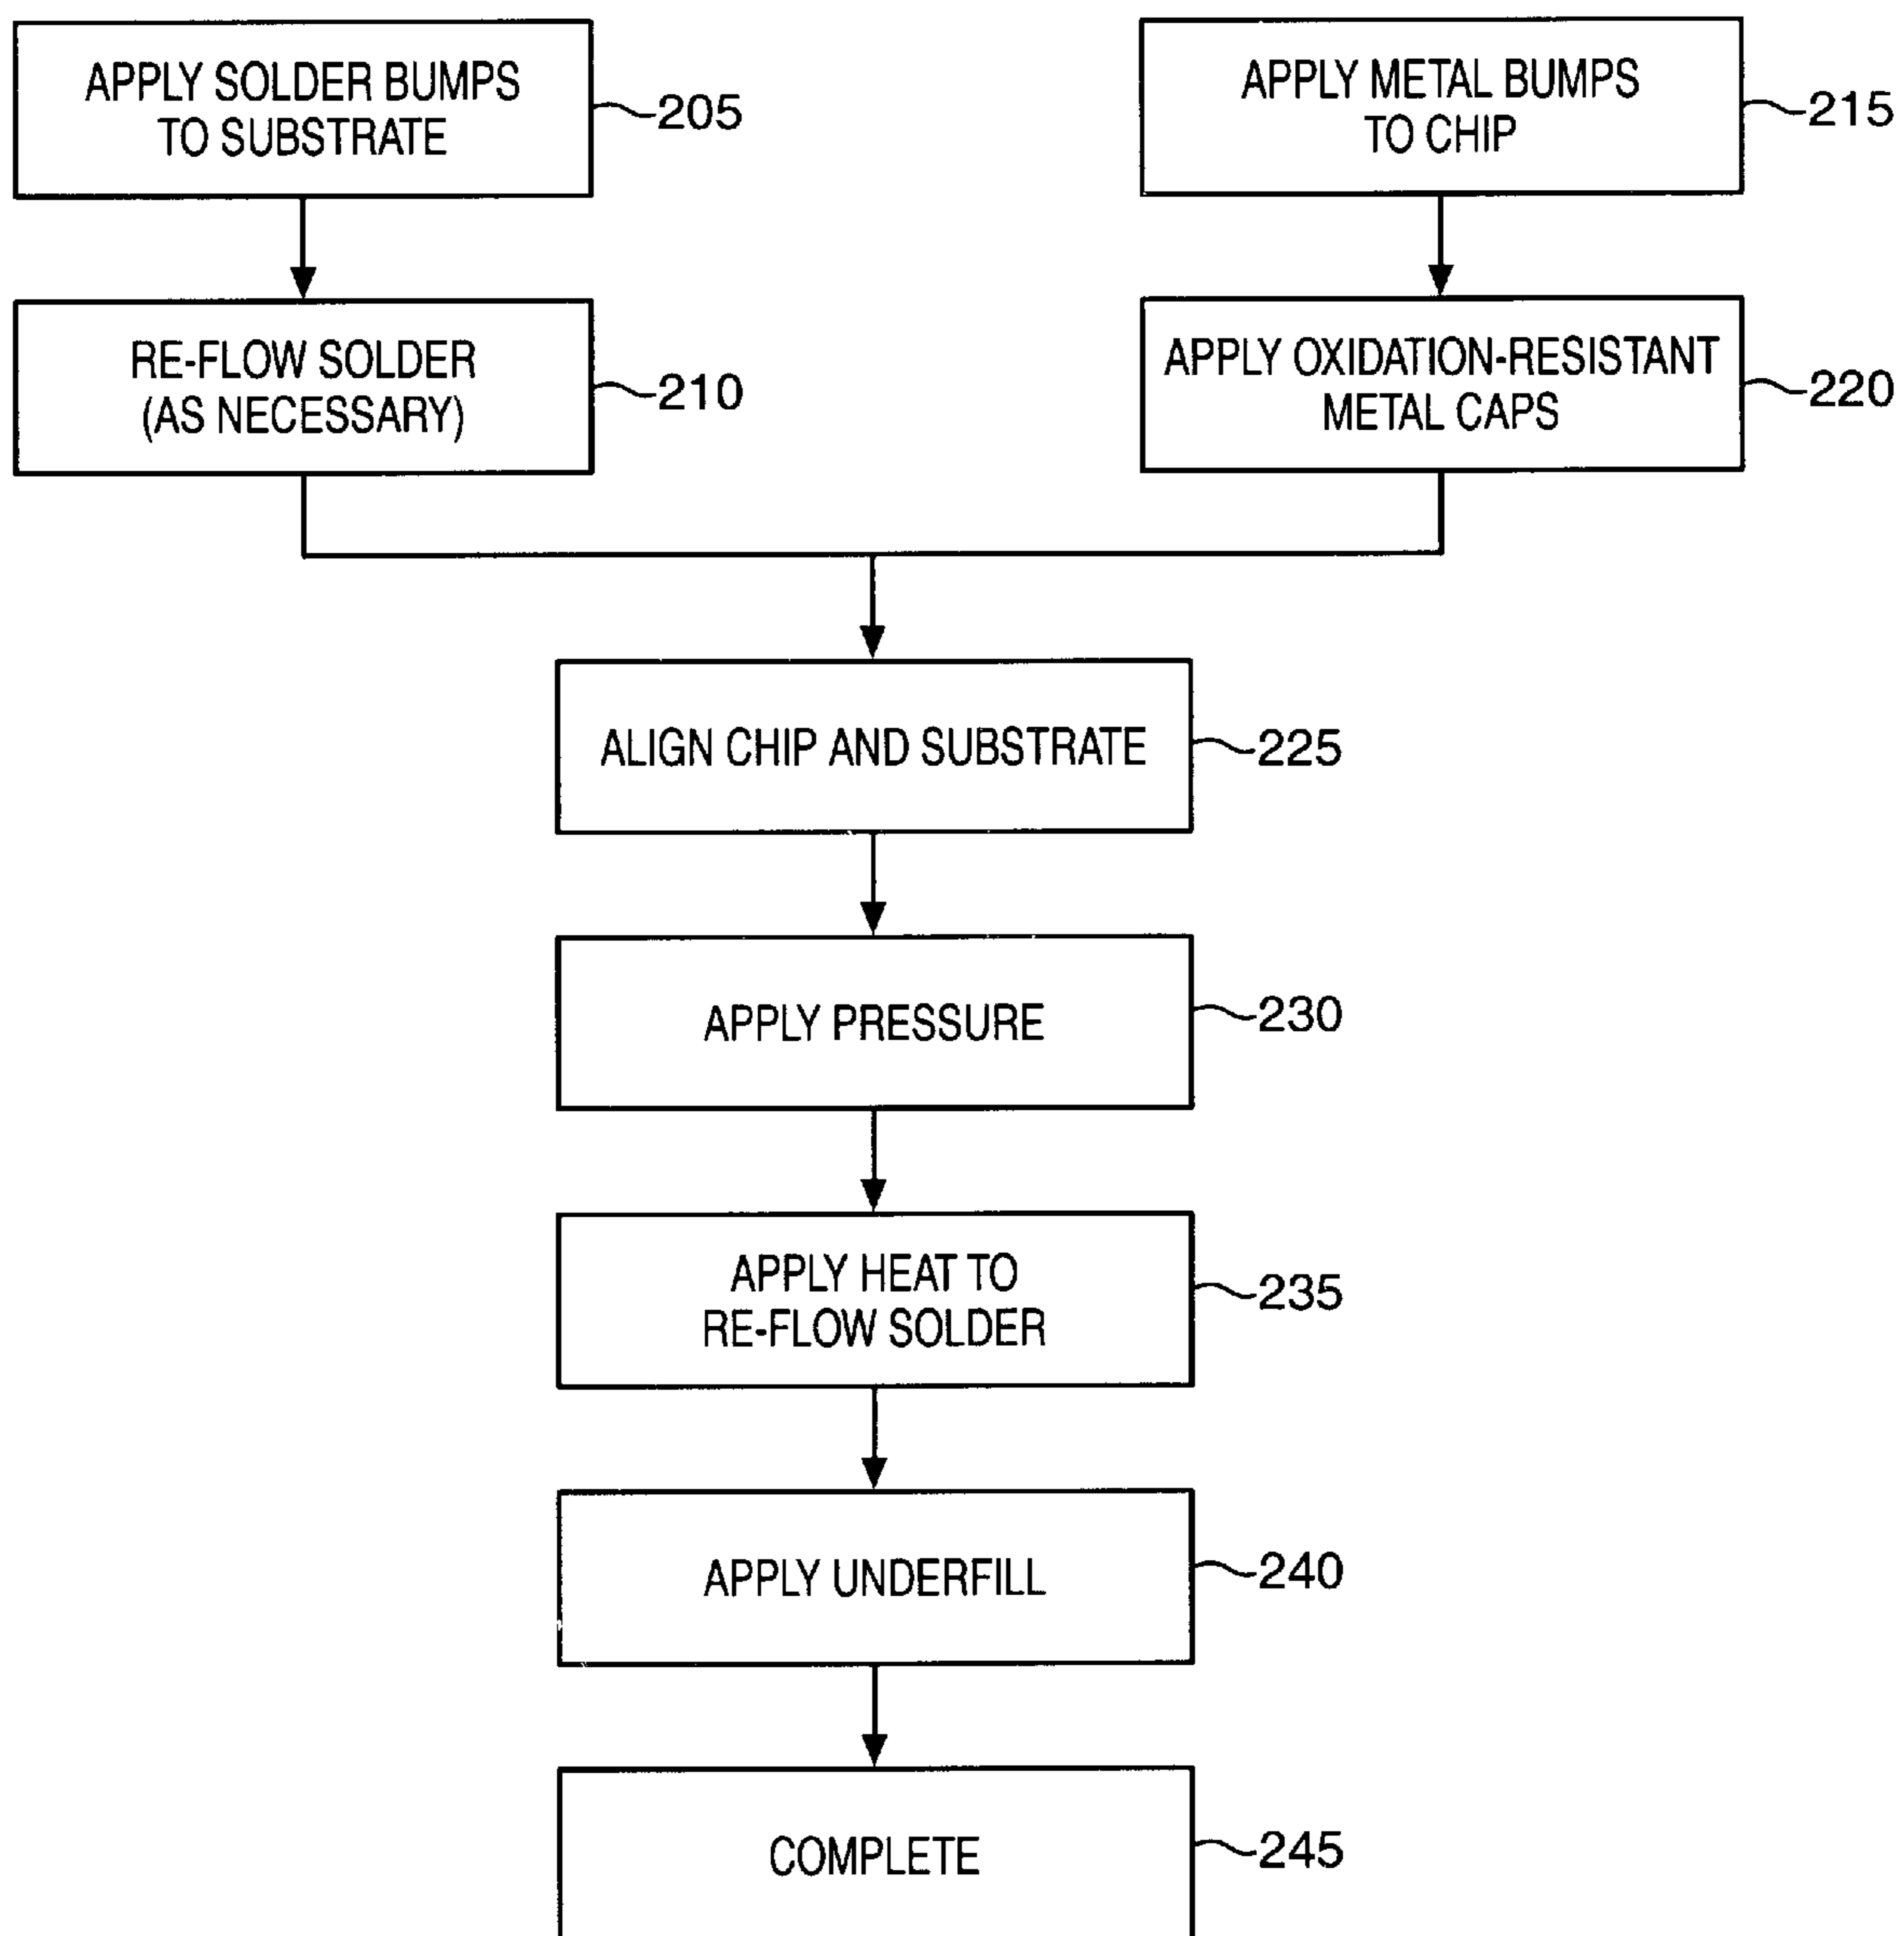 APPLY SOLDER BUMPS
TO SUBSTRATE
205
APPLY METAL BUMPS
TO CHIP
215
RE-FLOW SOLDER
(AS NECESSARY)
210
APPLY OXIDATION-RESISTANT
METAL CAPS
220
ALIGN CHIP AND SUBSTRATE
225
APPLY PRESSURE
230
APPLY HEAT TO
RE-FLOW SOLDER
235
APPLY UNDERFILL
240
COMPLETE
245